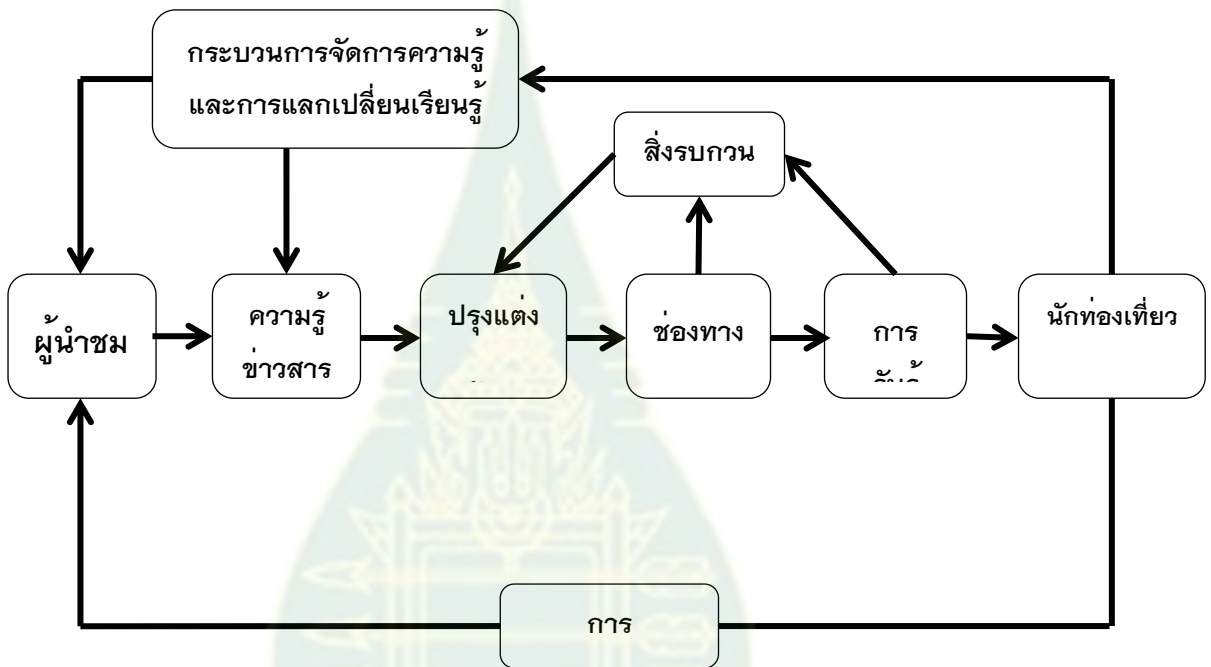 กระบวนการจัดการความรู้
และการแลกเปลี่ยนเรียนรู้
สิ่งรบกวน
ผู้นำชม
ความรู้
ข่าวสาร
ปรุงแต่ง
ช่องทาง
การ
นักท่องเที่ยว
การ